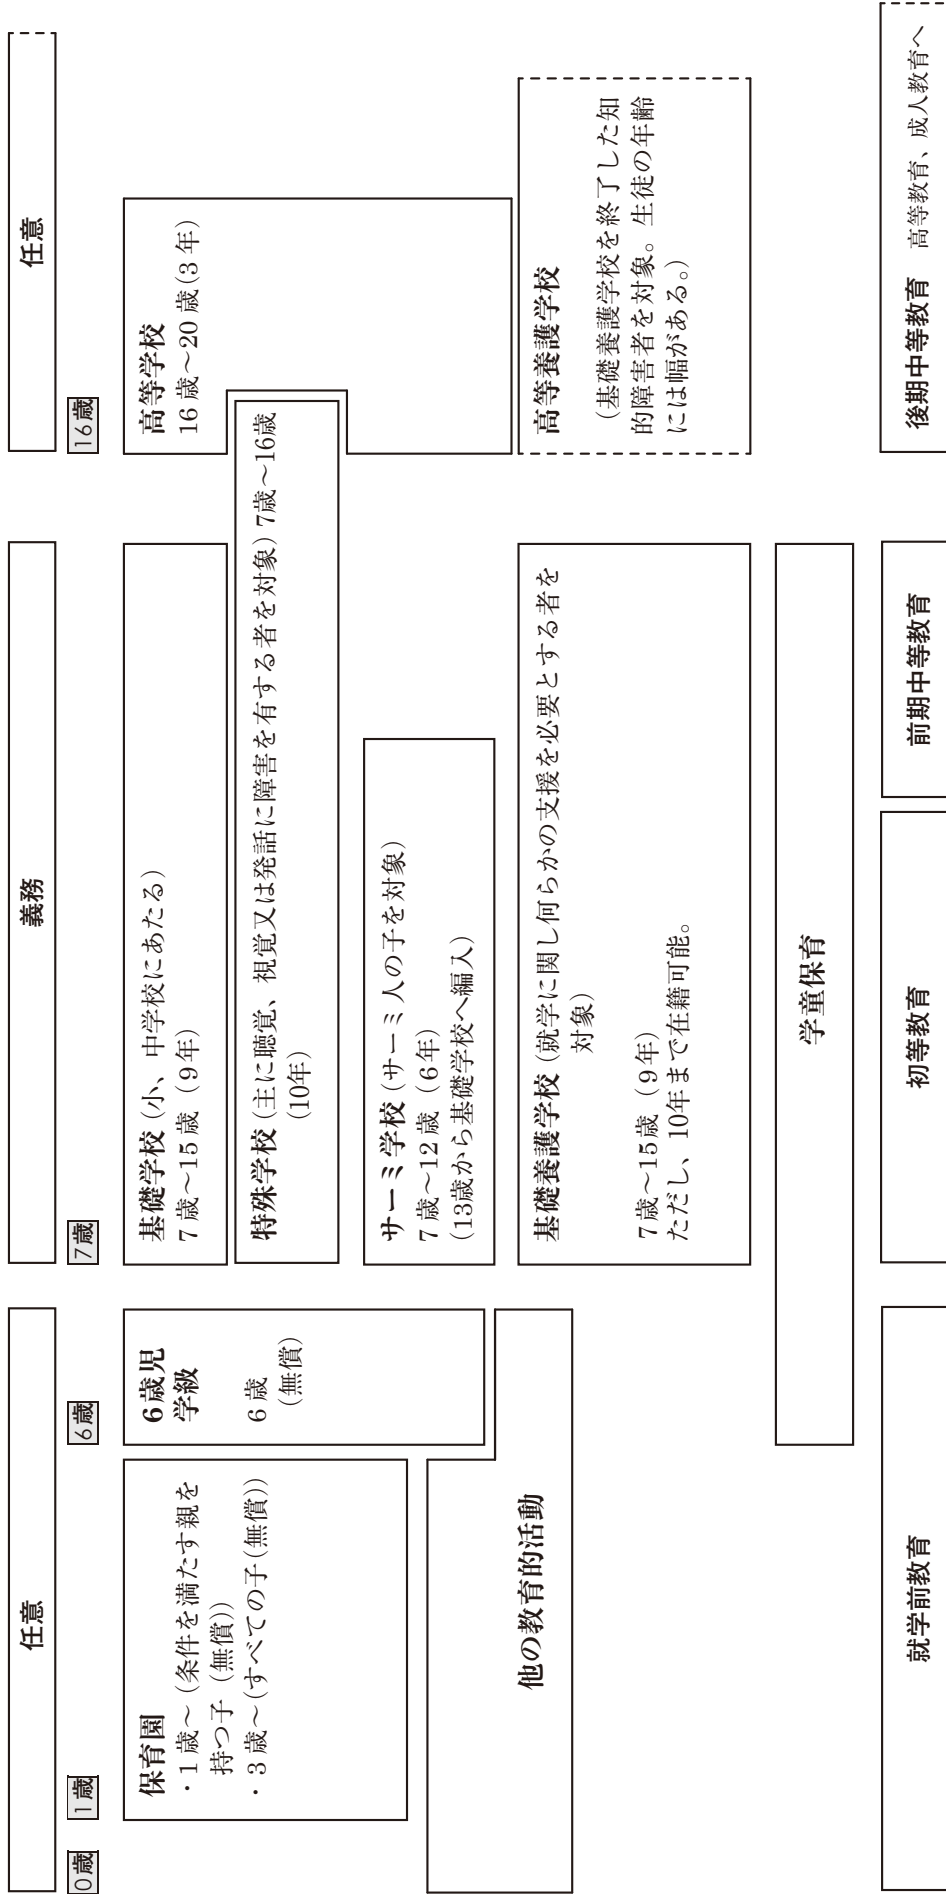 任意
義務
任意
0歳
1歳
6歳
7歳
16歳
保育園
・1歳～(条件を満たす親を
持つ子(無償))
・3歳～(すべての子(無償))
6歳児
学級
6歳
(無償)
他の教育的活動
基礎学校(小、中学校にあたる)
7歳～15歳(9年)
特殊学校(主に聴覚、視覚又は発話に障害を有する者を対象)7歳～16歳
(10年)
サーミ学校(サーミ人の子を対象)
7歳～12歳(6年)
(13歳から基礎学校へ編入)
基礎養護学校(就学に関し何らかの支援を必要とする者を
対象)
7歳～15歳(9年)
ただし、10年まで在籍可能。
学童保育
高等学校
16歳～20歳(3年)
高等養護学校
(基礎養護学校を終了した知
的障害者を対象。生徒の年齢
には幅がある。)
就学前教育
初等教育
前期中等教育
後期中等教育 高等教育、成人教育へ